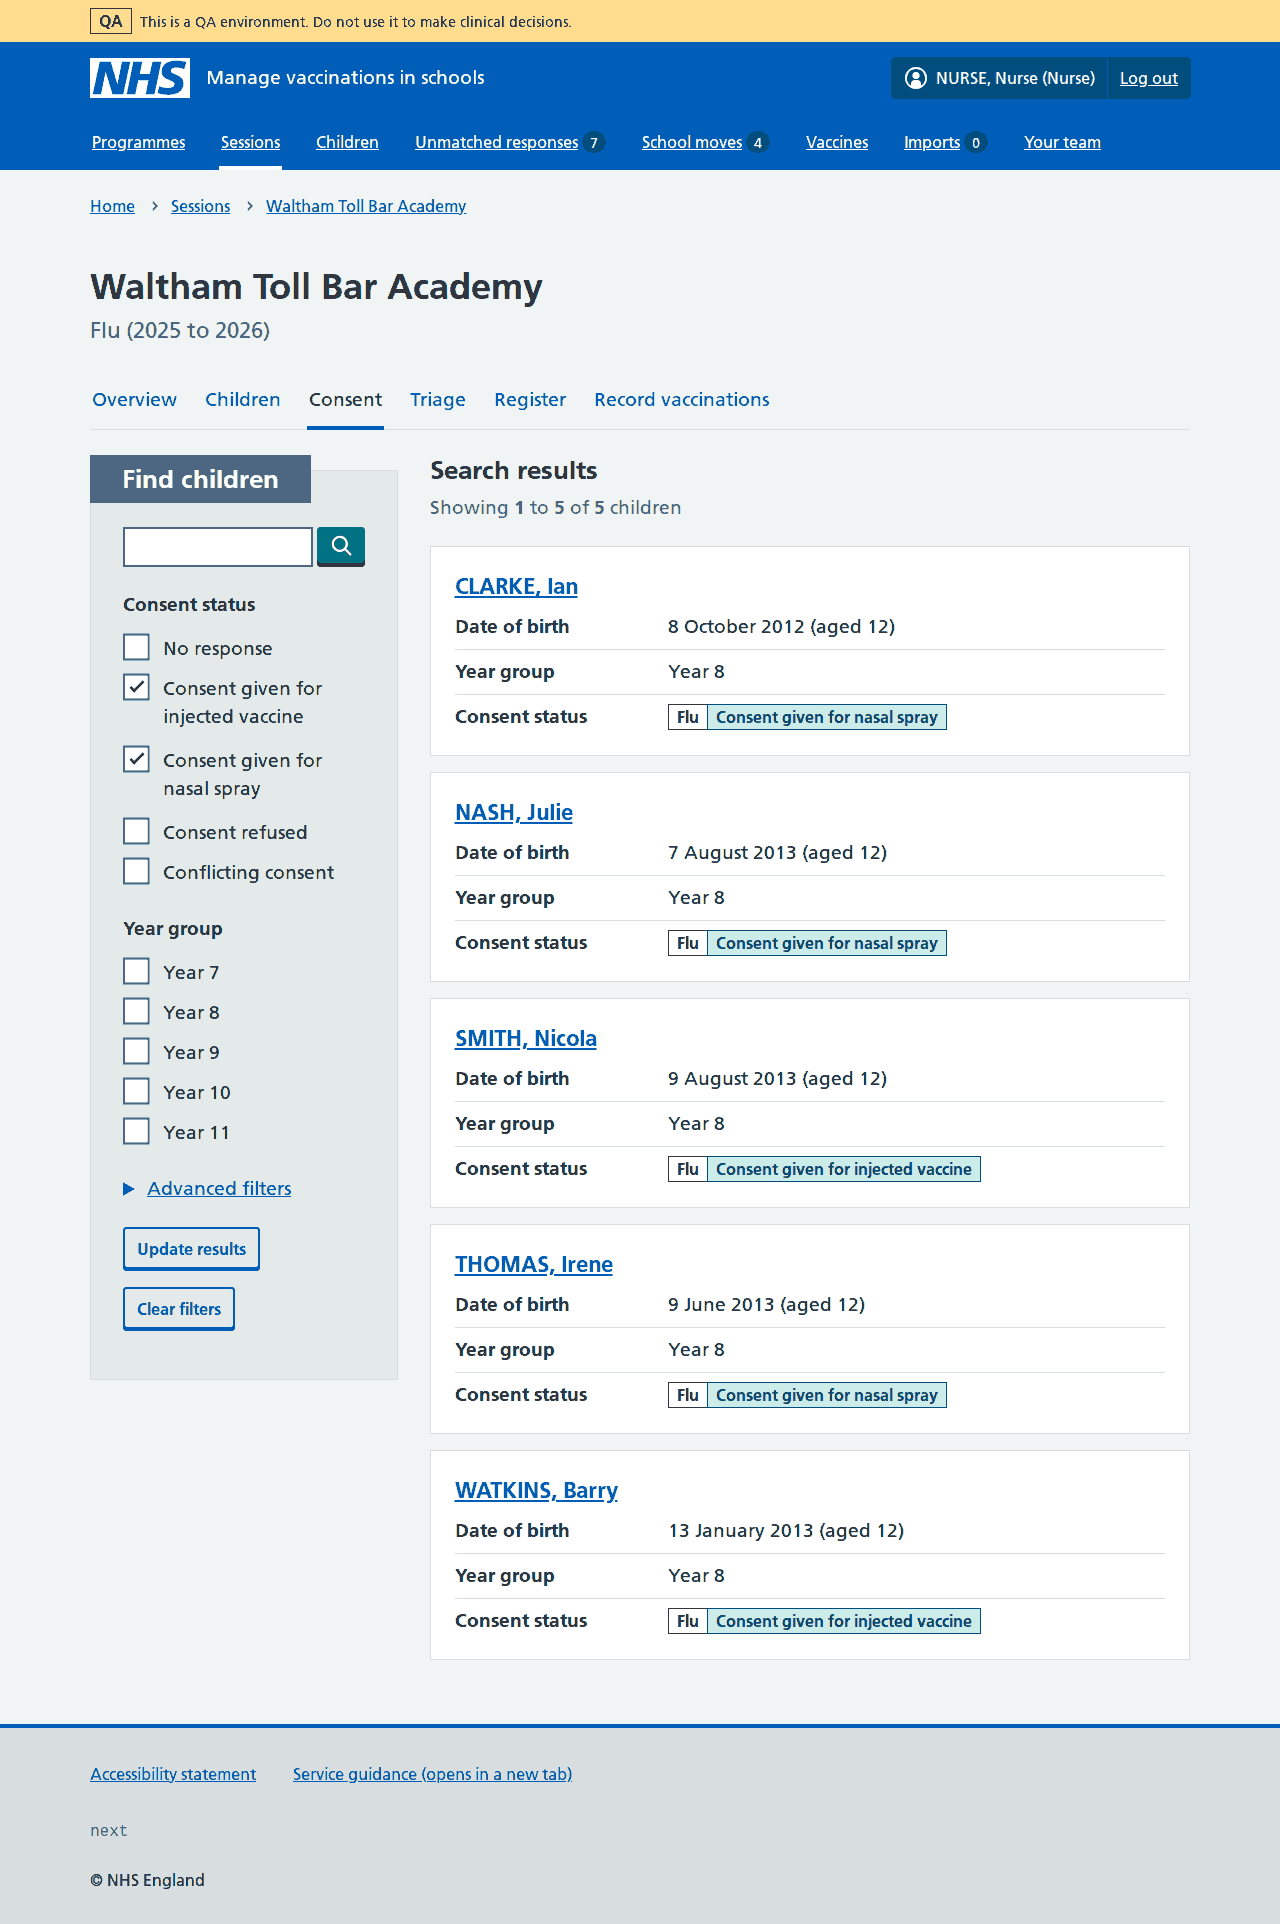 QA This is a QA environment. Do not use it to make clinical decisions.
NHS Manage vaccinations in schools NURSE, Nurse (Nurse) Log out
Programmes Sessions Children Unmatched responses 7 School moves 4 Vaccines Imports 0 Your team
Home Sessions Waltham Toll Bar Academy
Waltham Toll Bar Academy
Flu (2025 to 2026)
Overview Children Consent Triage Register Record vaccinations
Find children
Consent status
No response
Consent given for
injected vaccine
Consent given for
nasal spray
Consent refused
Conflicting consent
Year group
Year 7
Year 8
Year 9
Year 10
Year 11
Advanced filters
Update results
Clear filters
Search results
Showing 1 to 5 of 5 children
CLARKE, Ian
Date of birth 8 October 2012 (aged 12)
Year group Year 8
Consent status Flu Consent given for nasal spray
NASH, Julie
Date of birth 7 August 2013 (aged 12)
Year group Year 8
Consent status Flu Consent given for nasal spray
SMITH, Nicola
Date of birth 9 August 2013 (aged 12)
Year group Year 8
Consent status Flu Consent given for injected vaccine
THOMAS, Irene
Date of birth 9 June 2013 (aged 12)
Year group Year 8
Consent status Flu Consent given for nasal spray
WATKINS, Barry
Date of birth 13 January 2013 (aged 12)
Year group Year 8
Consent status Flu Consent given for injected vaccine
Accessibility statement Service guidance (opens in a new tab)
next
© NHS England